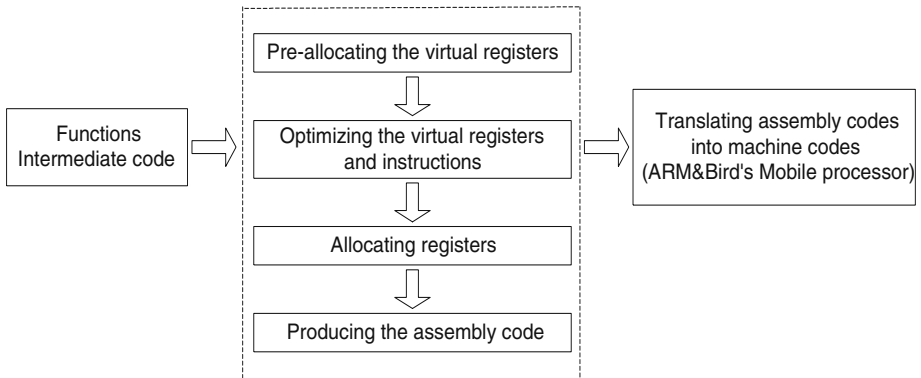 Functions
Intermediate code
Pre-allocating the virtual registers
Optimizing the virtual registers
and instructions
Allocating registers
Producing the assembly code
Translating assembly codes
into machine codes
(ARM&Bird's Mobile processor)